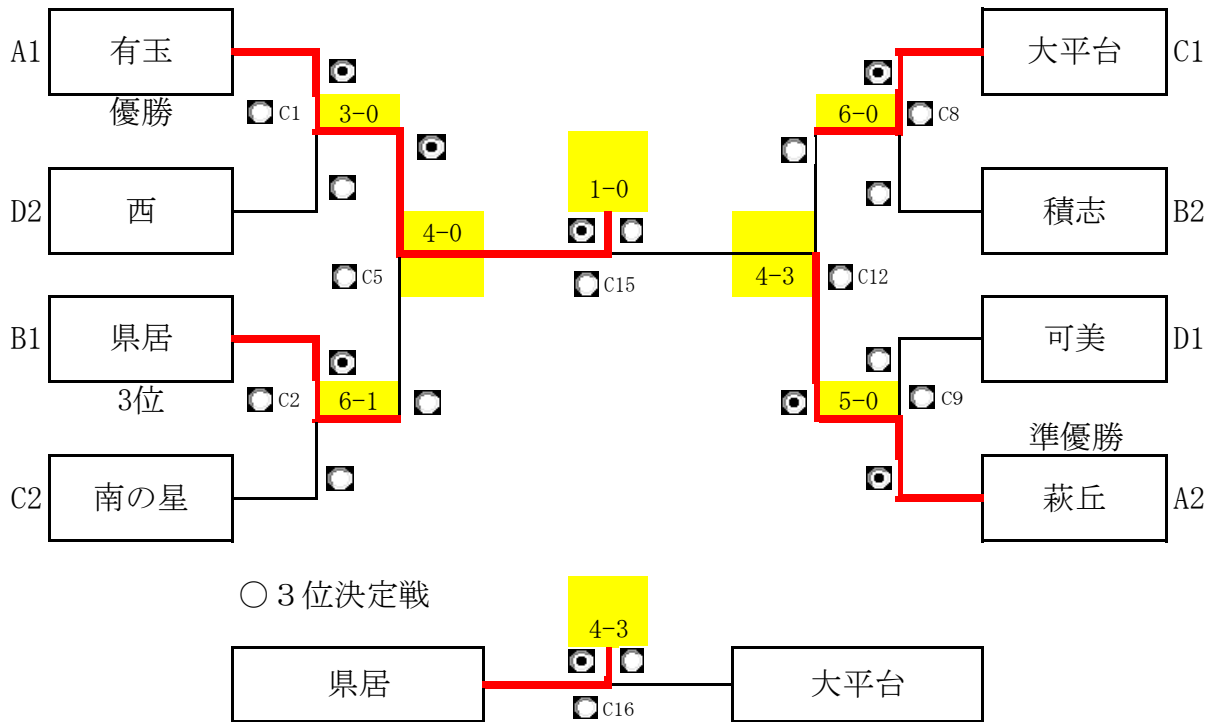 A1 有玉
優勝
C1 3-0
D2 西
C5 4-0
B1 県居
3位
C2 6-1
C2 南の星
1-0
C15
大平台 C1
6-0 C8
積志 B2
4-3 C12
可美 D1
5-0 C9
準優勝
萩丘 A2
○３位決定戦
4-3
県居 大平台
C16